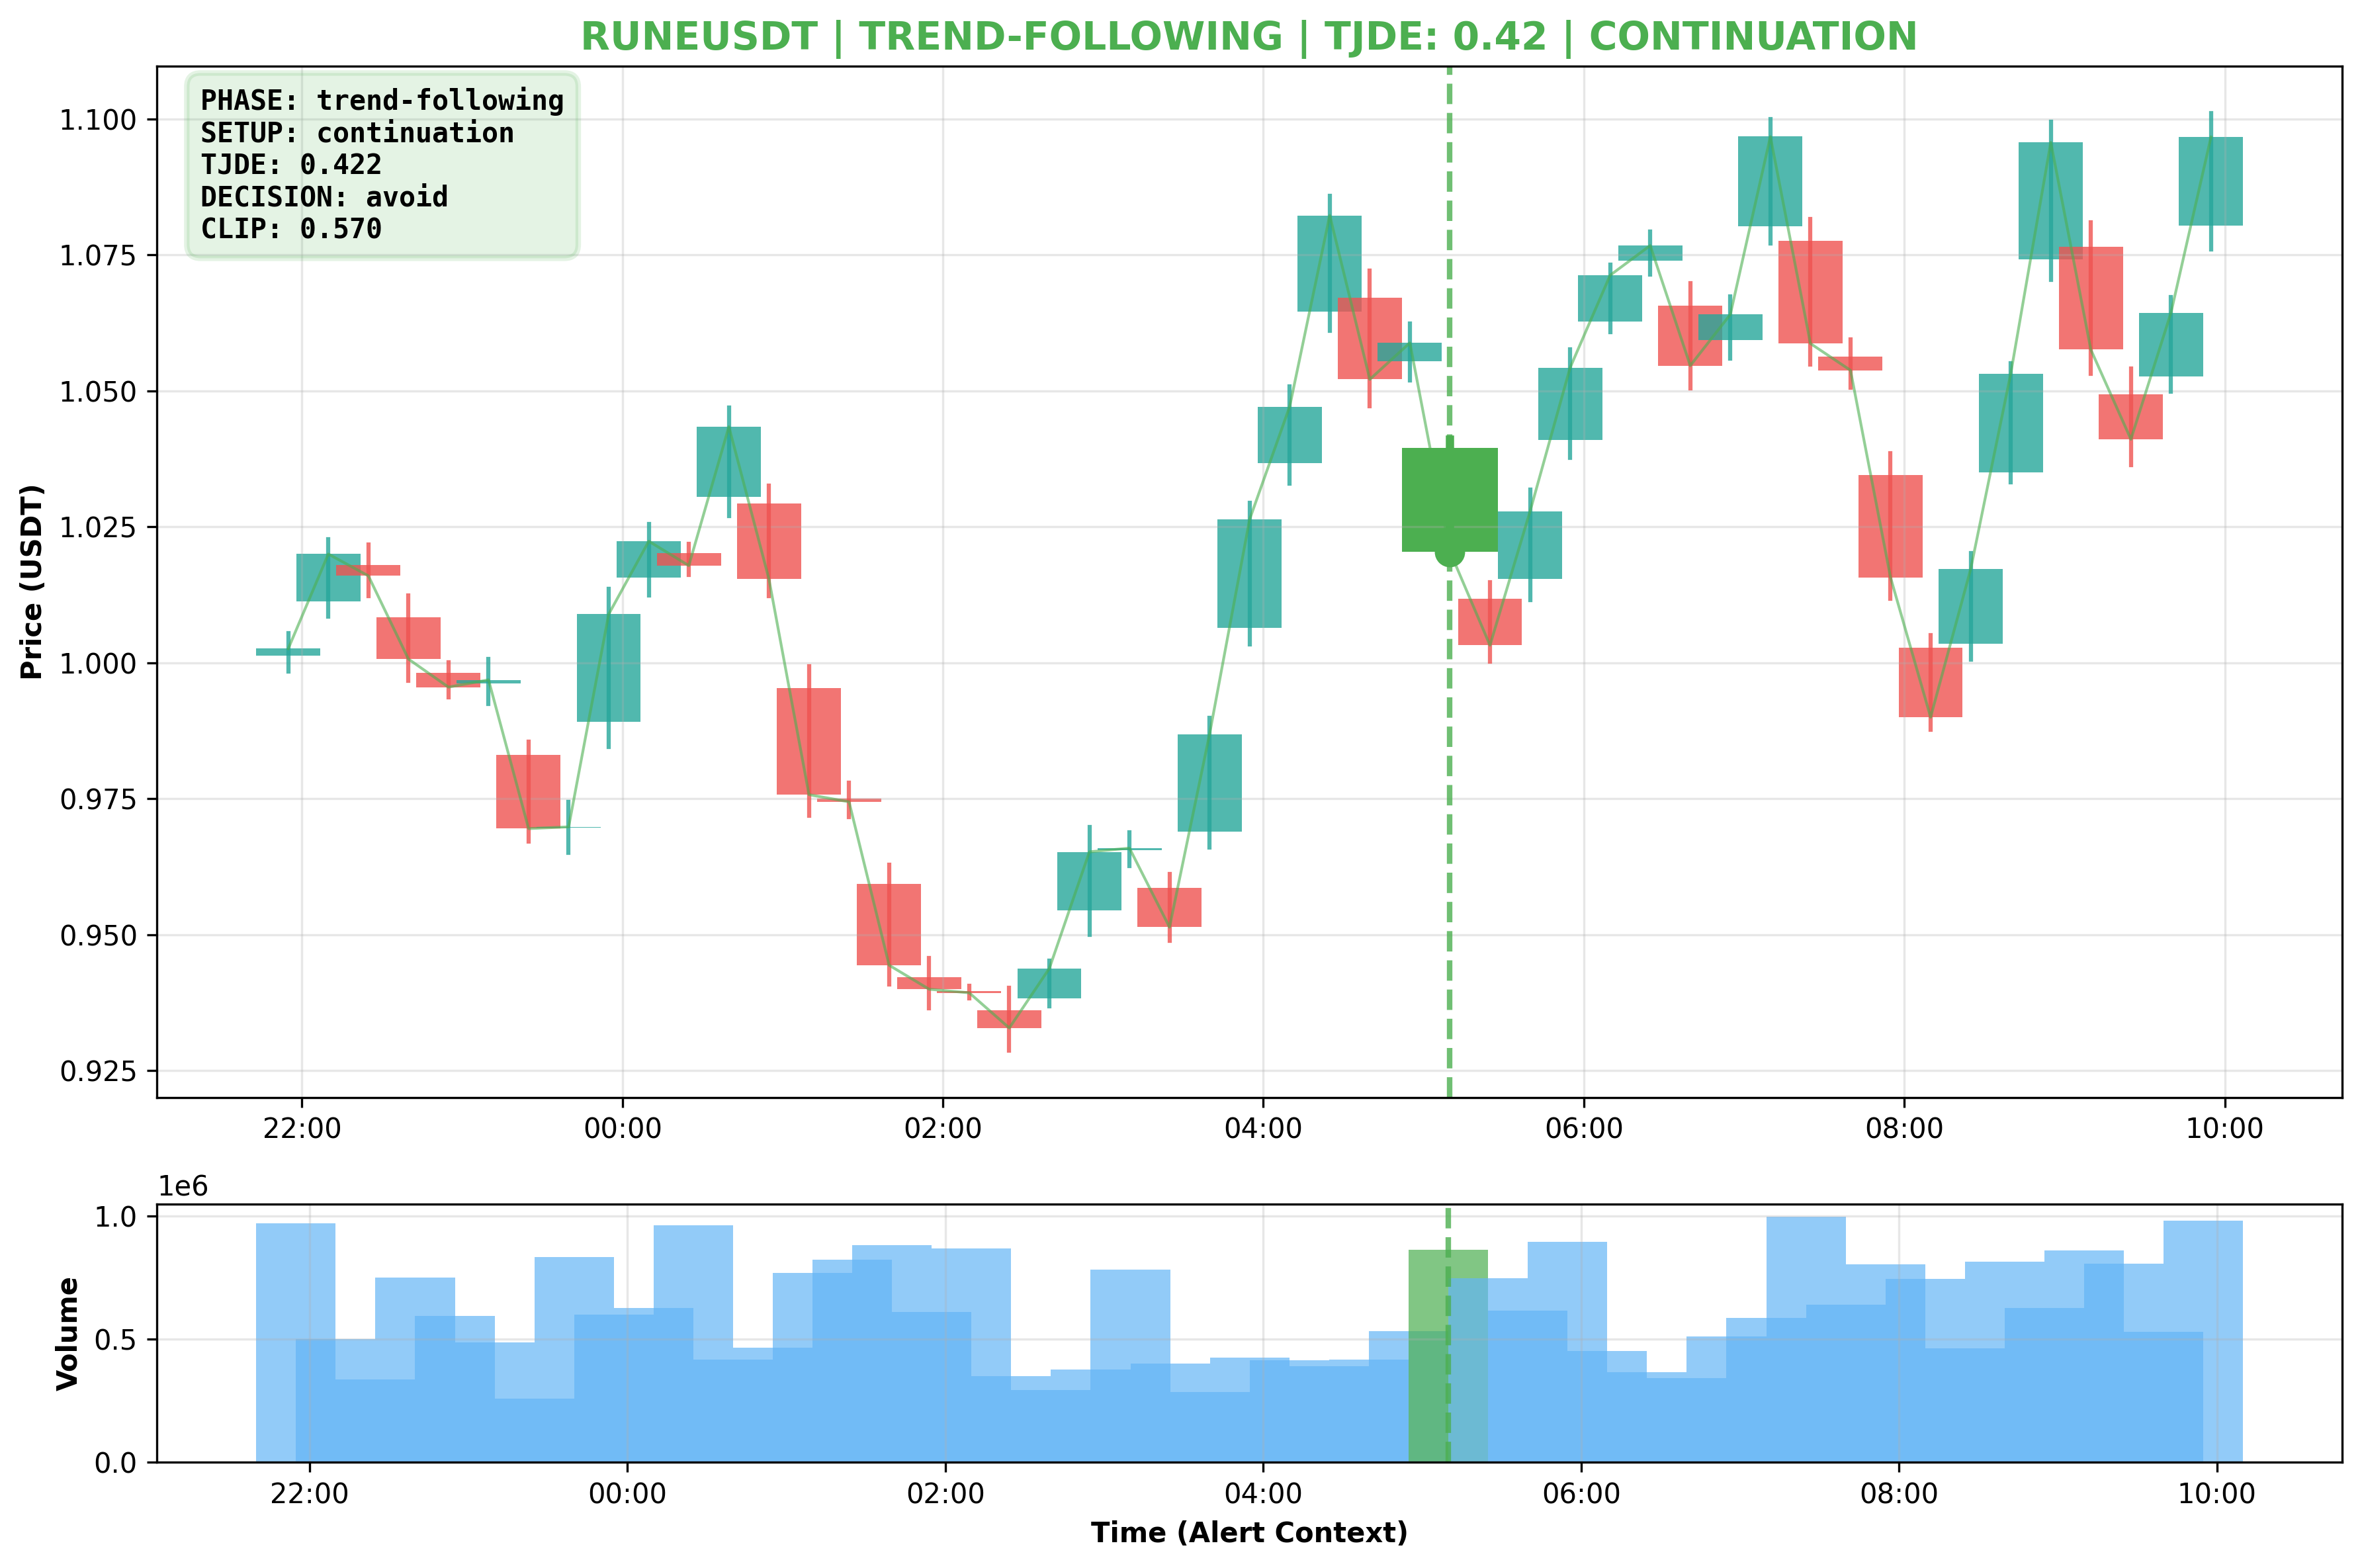 RUNEUSDT | TREND-FOLLOWING | TJDE: 0.42 | CONTINUATION
PHASE: trend-following
SETUP: continuation
TJDE: 0.422
DECISION: avoid
CLIP: 0.570
Price (USDT)
1.100
1.075
1.050
1.025
1.000
0.975
0.950
0.925
22:00 00:00 02:00 04:00 06:00 08:00 10:00
1e6
Volume
1.0
0.5
0.0
22:00 00:00 02:00 04:00 06:00 08:00 10:00
Time (Alert Context)